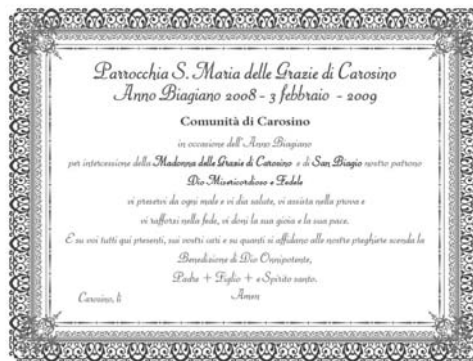 Parrocchia S. Maria delle Grazie di Carosino
Anno Biagiano 2008 - 3 febbraio - 2009
Comunità di Carosino
in occasione dell'Anno Biagiano
per intercessione della Madonna delle Grazie di Carosino e di San Biagio nostro patrono
Dio Misericordioso e Fedele
vi preservi da ogni male e vi dia salute, vi assista nella prova e
vi rafforzi nella fede, vi doni la sua gioia e la sua pace.
E su voi tutti qui presenti, sui vostri cari e su quanti si affidano alle nostre preghiere scenda la
Benedizione di Dio Onnipotente,
Padre + Figlio + e Spirito santo.
Carosino, li
Amen